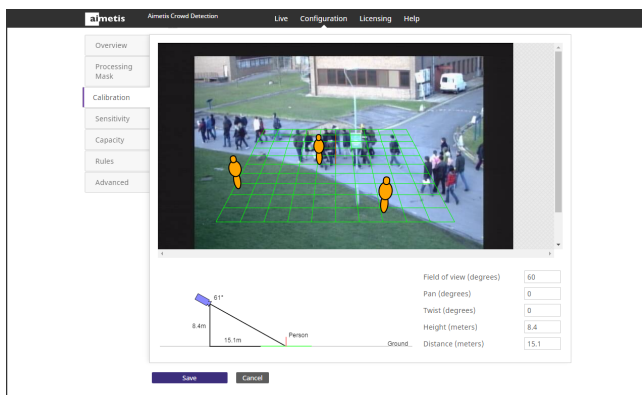 aimetis
Aimetis Crowd Detection
Live
Configuration
Licensing
Help
Overview
Processing
Mask
Calibration
Sensitivity
Capacity
Rules
Advanced
Field of view (degrees) 60
Pan (degrees) 0
Twist (degrees) 0
Height (meters) 8.4
Distance (meters) 15.1
61°
8.4m
15.1m
Person
Ground
Save
Cancel